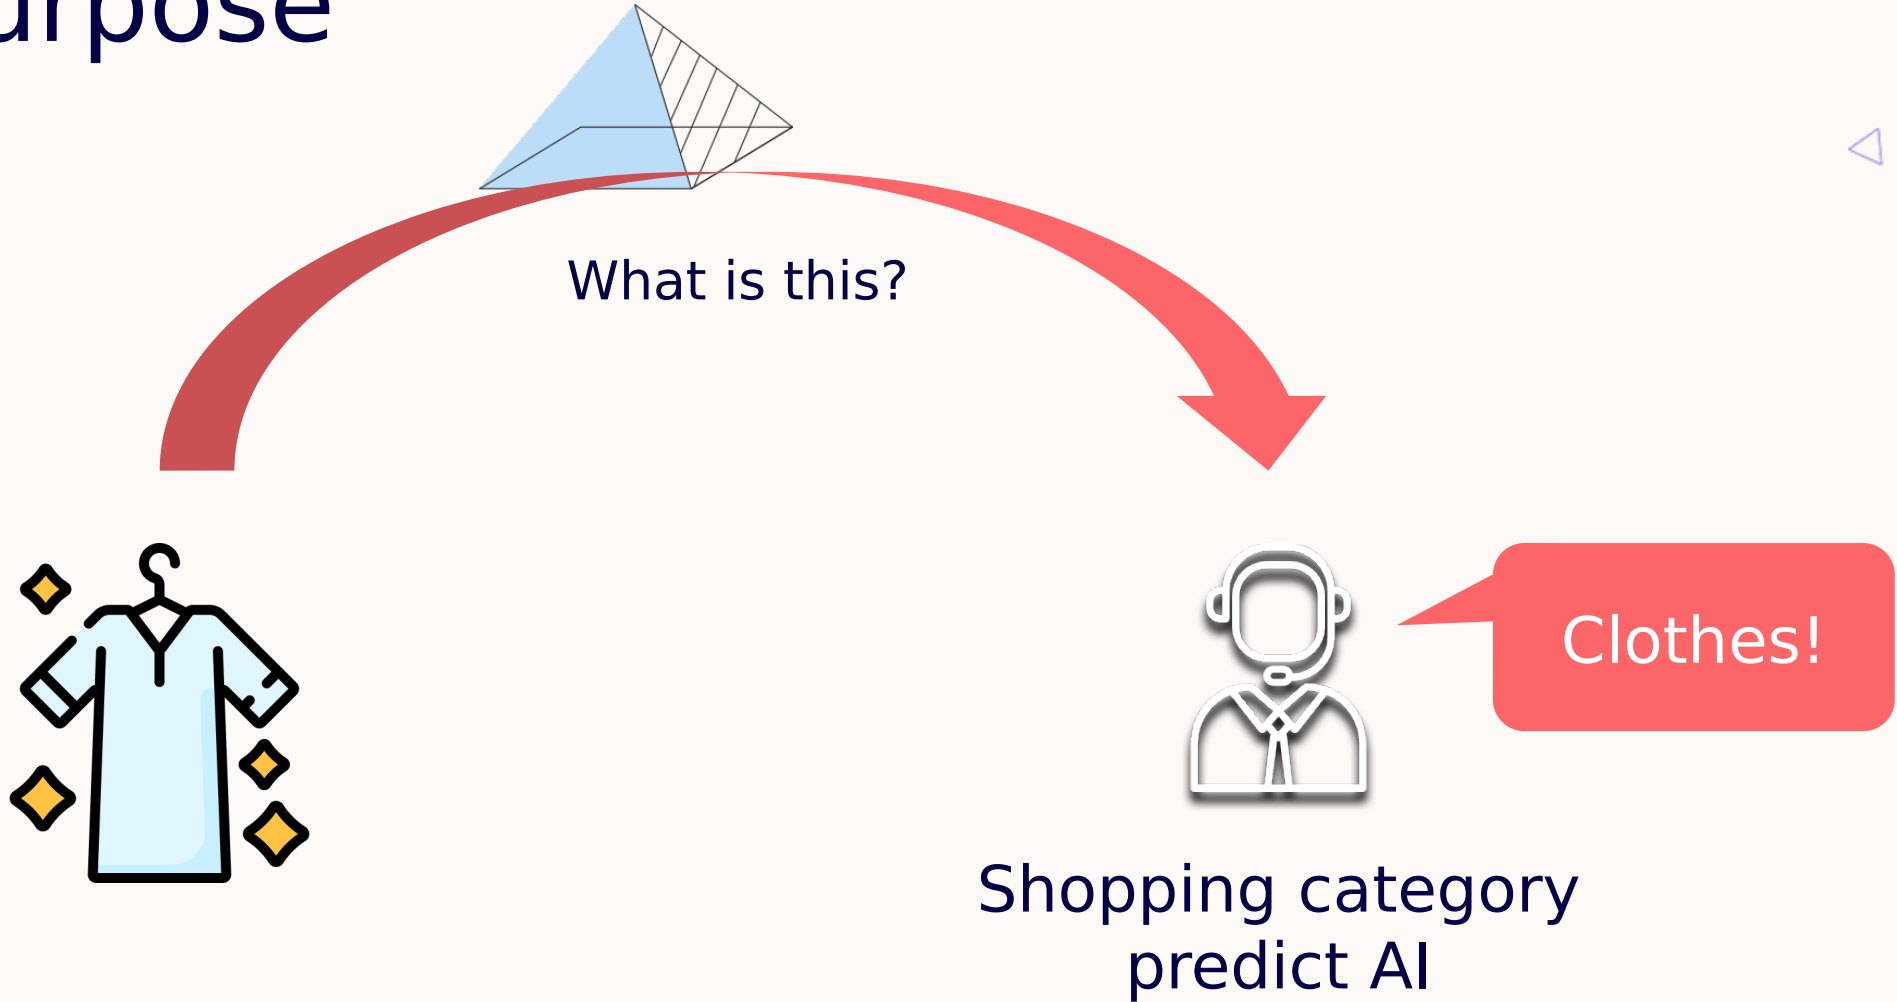 urpose
What is this?
Clothes!
Shopping category
predict AI